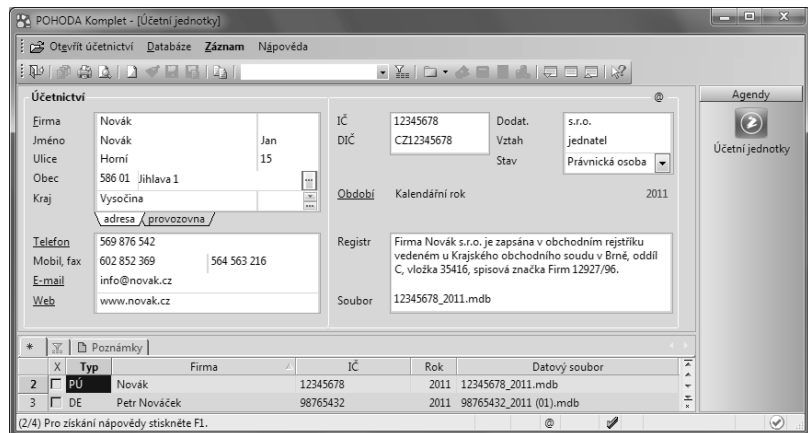 POHODA Komplet - [Účetní jednotky]
Otevřít účetnictví Databáze Záznam Nápověda
Účetnictví @
Firma Novák
Jméno Novák Jan
Ulice Horní 15
Obec 586 01 Jihlava 1
Kraj Vysočina
adresa provozovna
IČ 12345678 Dodat. s.r.o.
DIČ CZ12345678 Vztah jednatel
Stav Právnická osoba
Období Kalendářní rok 2011
Telefon 569 876 542
Mobil, fax 602 852 369 564 563 216
E-mail info@novak.cz
Web www.novak.cz
Registr Firma Novák s.r.o. je zapsána v obchodním rejstříku
vedeném u Krajského obchodního soudu v Brně, oddíl
C, vložka 35416, spisová značka Firm 12927/96.
Soubor 12345678_2011.mdb
Agendy
Účetní jednotky
* Poznámky
X Typ Firma IČ Rok Datový soubor
2 PÚ Novák 12345678 2011 12345678_2011.mdb
3 DE Petr Nováček 98765432 2011 98765432_2011 (01).mdb
(2/4) Pro získání nápovědy stiskněte F1. @